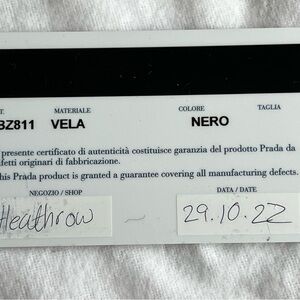 T. MATERIALE COLORE TAGLIA
BZ811 VELA NERO
presente certificato di autenticità costituisce garanzia del prodotto Prada da
fetti originari di fabbricazione.
his Prada product is granted a guarantee covering all manufacturing defects.
NEGOZIO / SHOP DATA / DATE
Heathrow 29.10.22